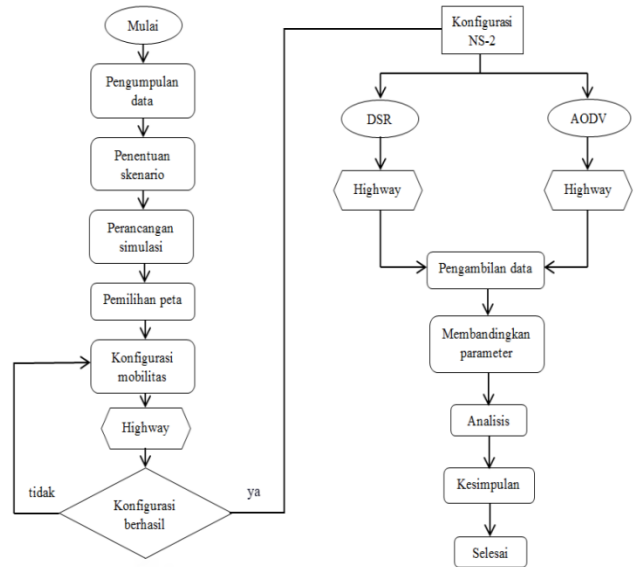 Mulai
Pengumpulan
data
Penentuan
skenario
Perancangan
simulasi
Pemilihan peta
Konfigurasi
mobilitas
Highway
tidak
Konfigurasi
berhasil
ya
Konfigurasi
NS-2
DSR
AODV
Highway
Highway
Pengambilan data
Membandingkan
parameter
Analisis
Kesimpulan
Selesai